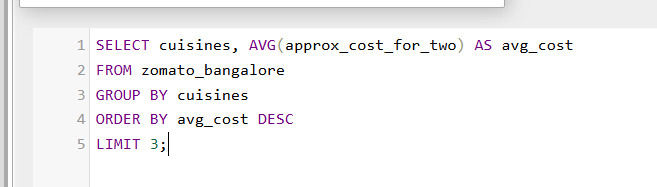 1 SELECT cuisines, AVG(approx_cost_for_two) AS avg_cost
2 FROM zomato_bangalore
3 GROUP BY cuisines
4 ORDER BY avg_cost DESC
5 LIMIT 3;